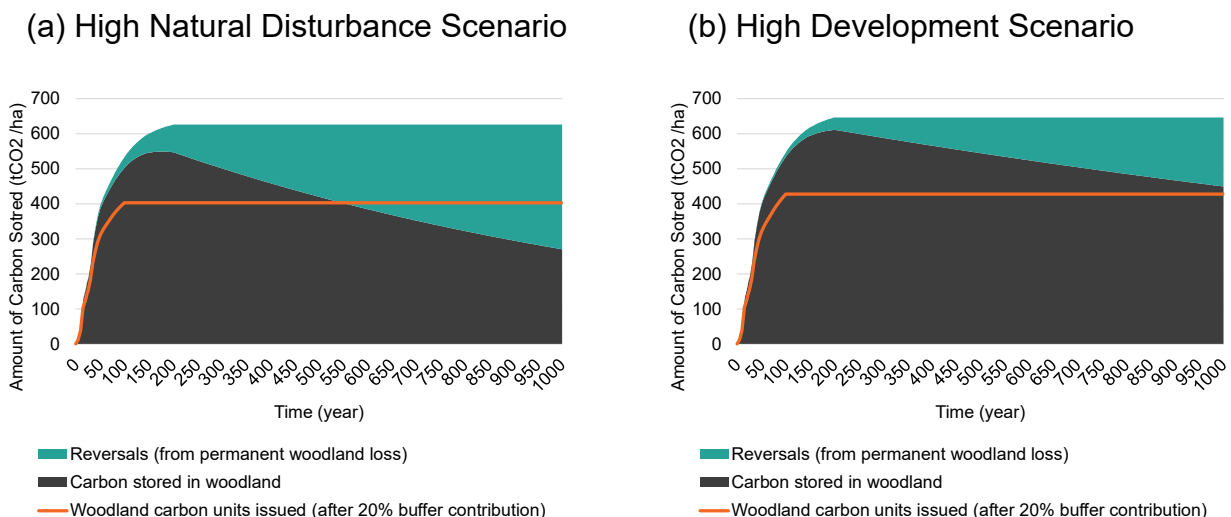 (a) High Natural Disturbance Scenario
Amount of Carbon Sotred (tCO2 /ha)
700
600
500
400
300
200
100
0
0 50 100 150 200 250 300 350 400 450 500 550 600 650 700 750 800 850 900 950 1000
Time (year)
Reversals (from permanent woodland loss)
Carbon stored in woodland
Woodland carbon units issued (after 20% buffer contribution)
(b) High Development Scenario
Amount of Carbon Sotred (tCO2 /ha)
700
600
500
400
300
200
100
0
0 50 100 150 200 250 300 350 400 450 500 550 600 650 700 750 800 850 900 950 1000
Time (year)
Reversals (from permanent woodland loss)
Carbon stored in woodland
Woodland carbon units issued (after 20% buffer contribution)